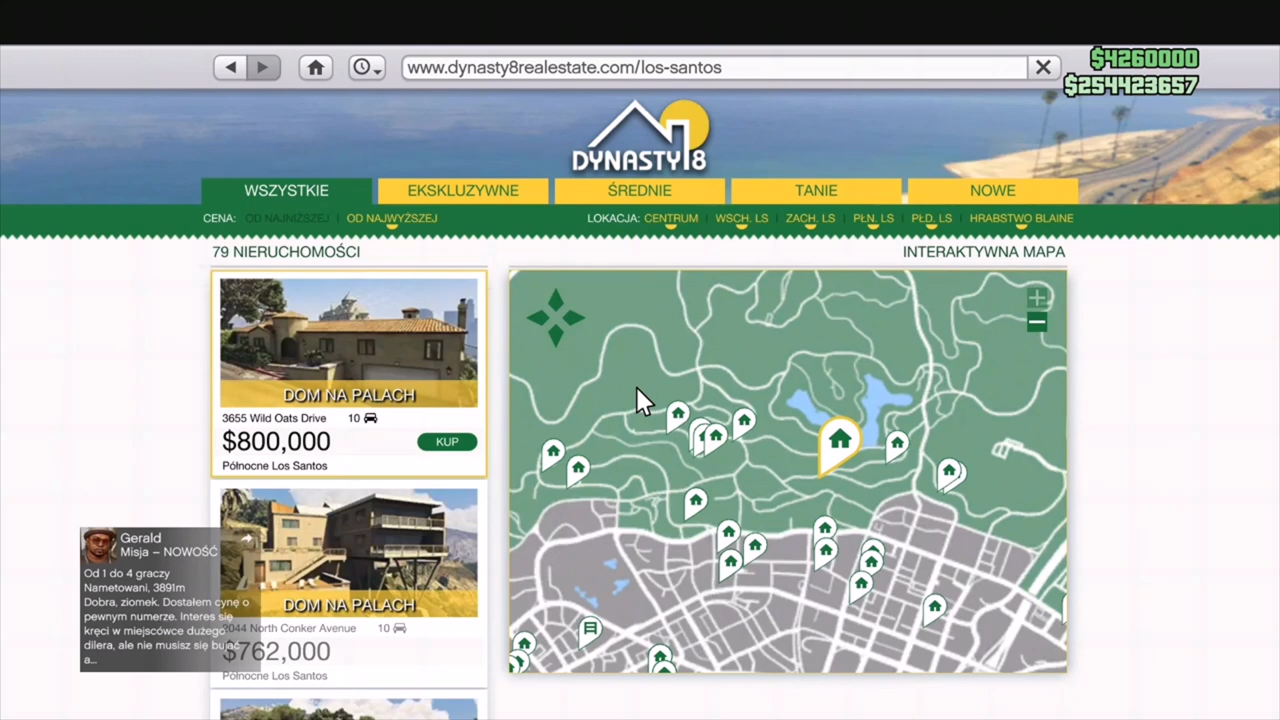 $4260000
www.dynasty8realestate.com/los-santos
$254423657
DYNASTY8
WSZYSTKIE
EKSKLUZYWNE
ŚREDNIE
TANIE
NOWE
CENA: OD NAJNIŻSZEJ | OD NAJWYŻSZEJ
LOKACJA: CENTRUM | WSCH. LS | ZACH. LS | PŁN. LS | PŁD. LS | HRABSTWO BLAINE
79 NIERUCHOMOŚCI
INTERAKTYWNA MAPA
DOM NA PALACH
3655 Wild Oats Drive 10
$800,000
KUP
Północne Los Santos
DOM NA PALACH
2044 North Conker Avenue 10
$762,000
Północne Los Santos
Gerald
Misja – NOWOŚĆ
Od 1 do 4 graczy
Nametowani, 3891m
Dobra, ziomek. Dostałem cynę o
pewnym numerze. Interes się
kręci w miejscówce dużego
dilera, ale nie musisz się bujać
a...